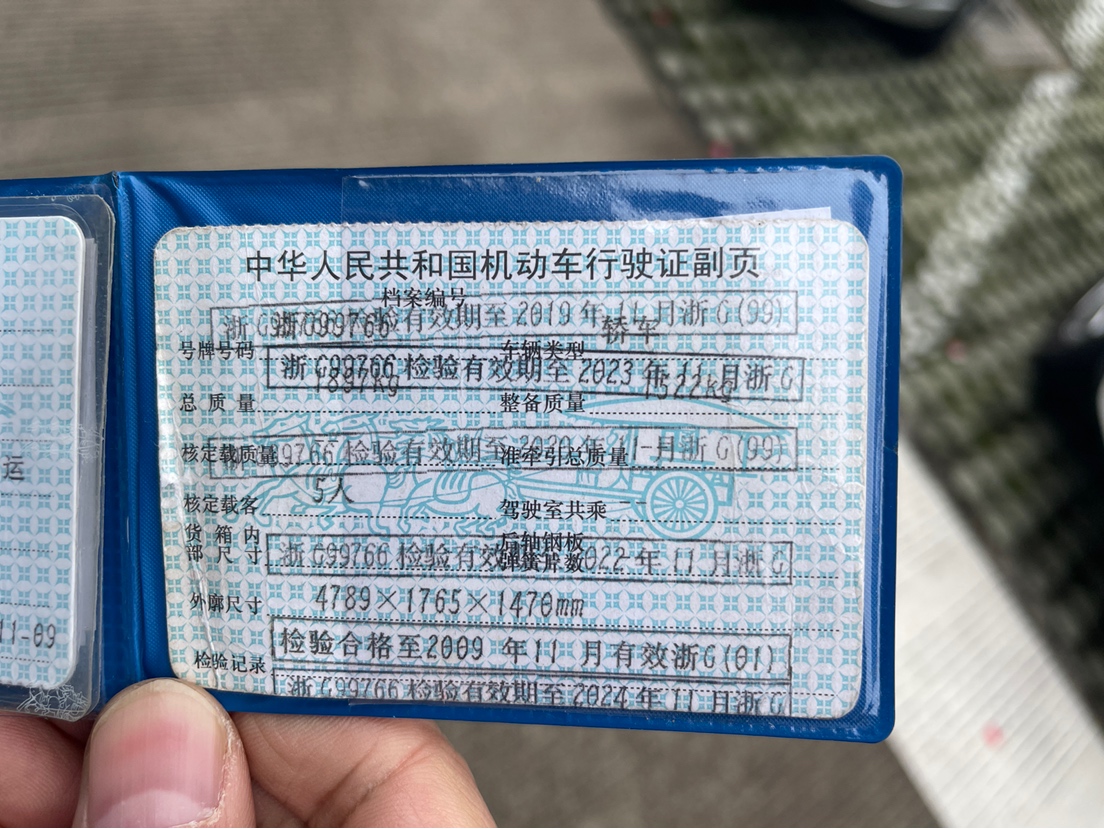 中华人民共和国机动车行驶证副页
档案编号
浙G99766检验有效期至2019年11月浙G(99)
号牌号码 浙G99766 车辆类型 轿车
浙G99766检验有效期至2023年11月浙G
总质量 1897kg 整备质量 1522kg
核定载质量 准牵引总质量
浙G99766检验有效期至2020年11月浙G(99)
核定载客 5人 驾驶室共乘
货箱内部尺寸 后轴钢板弹簧片数
浙G99766检验有效期至2022年11月浙G
外廓尺寸 4789×1765×1470mm
检验记录 检验合格至2009年11月有效浙G(01)
浙G99766检验有效期至2024年11月浙G
运
11-09